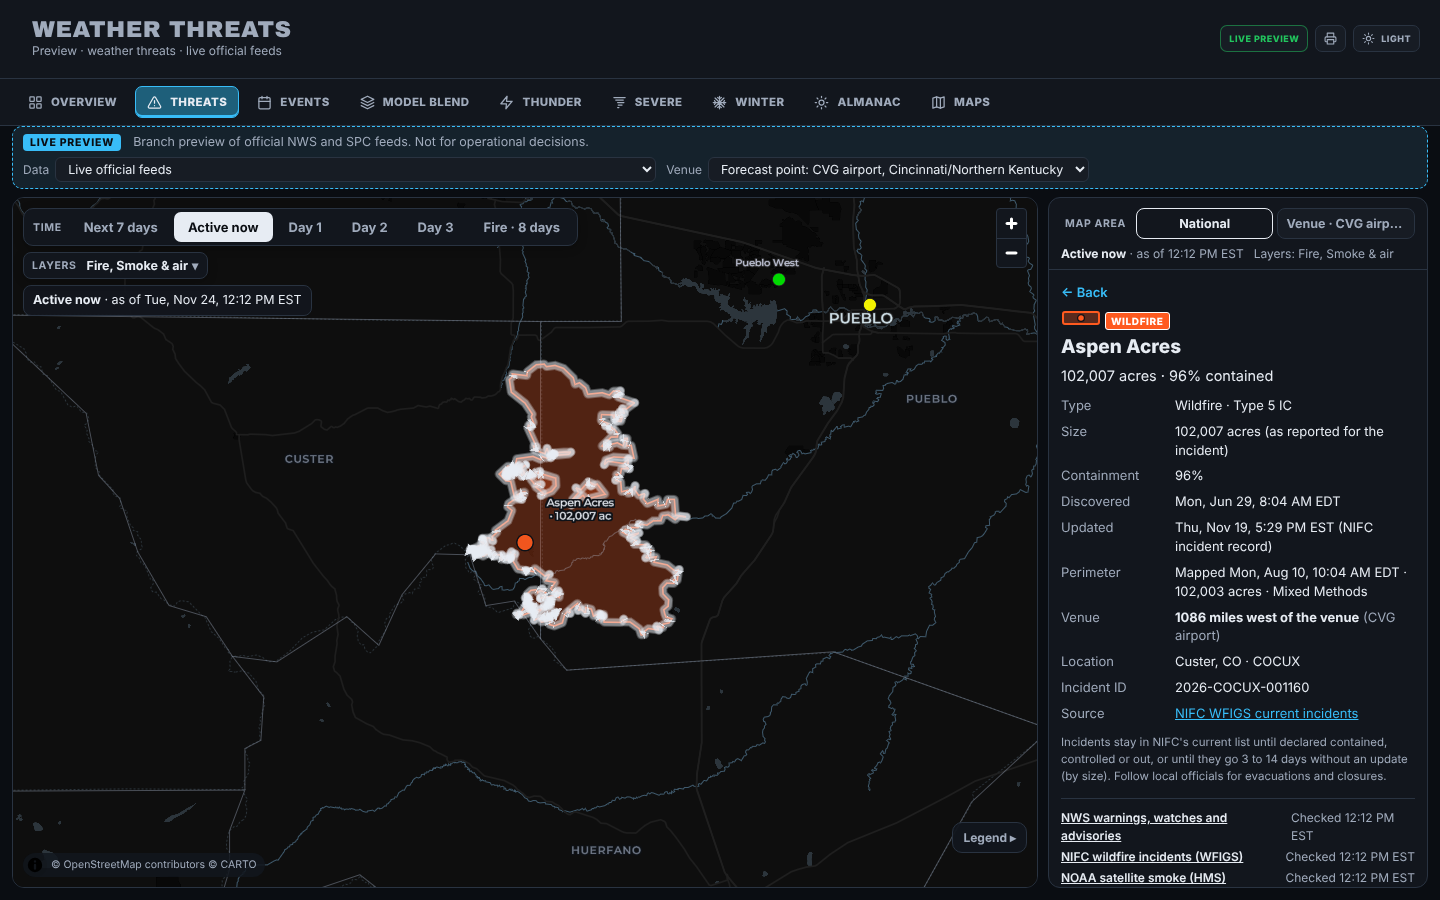 WEATHER THREATS
Preview · weather threats · live official feeds
LIVE PREVIEW
LIGHT
OVERVIEW
THREATS
EVENTS
MODEL BLEND
THUNDER
SEVERE
WINTER
ALMANAC
MAPS
LIVE PREVIEW Branch preview of official NWS and SPC feeds. Not for operational decisions.
Data Live official feeds Venue Forecast point: CVG airport, Cincinnati/Northern Kentucky
TIME Next 7 days Active now Day 1 Day 2 Day 3 Fire · 8 days
LAYERS Fire, Smoke & air ▾
Active now · as of Tue, Nov 24, 12:12 PM EST
+
−
Pueblo West
PUEBLO
PUEBLO
CUSTER
Aspen Acres
· 102,007 ac
HUERFANO
Legend ▸
© OpenStreetMap contributors © CARTO
MAP AREA National Venue · CVG airp...
Active now · as of 12:12 PM EST Layers: Fire, Smoke & air
← Back
WILDFIRE
Aspen Acres
102,007 acres · 96% contained
Type Wildfire · Type 5 IC
Size 102,007 acres (as reported for the
incident)
Containment 96%
Discovered Mon, Jun 29, 8:04 AM EDT
Updated Thu, Nov 19, 5:29 PM EST (NIFC
incident record)
Perimeter Mapped Mon, Aug 10, 10:04 AM EDT ·
102,003 acres · Mixed Methods
Venue 1086 miles west of the venue (CVG
airport)
Location Custer, CO · COCUX
Incident ID 2026-COCUX-001160
Source NIFC WFIGS current incidents
Incidents stay in NIFC's current list until declared contained,
controlled or out, or until they go 3 to 14 days without an update
(by size). Follow local officials for evacuations and closures.
NWS warnings, watches and
advisories
Checked 12:12 PM
EST
NIFC wildfire incidents (WFIGS) Checked 12:12 PM EST
NOAA satellite smoke (HMS) Checked 12:12 PM EST